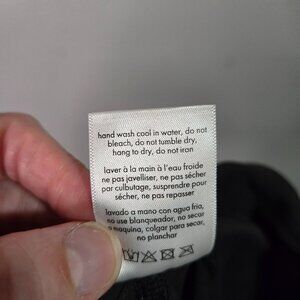 hand wash cool in water, do not
bleach, do not tumble dry,
hang to dry, do not iron
laver à la main à l'eau froide
ne pas javelliser, ne pas sécher
par culbutage, suspendre pour
sécher, ne pas repasser
lavado a mano con agua fria,
no use blanqueador, no secar
a maquina, colgar para secar,
no planchar